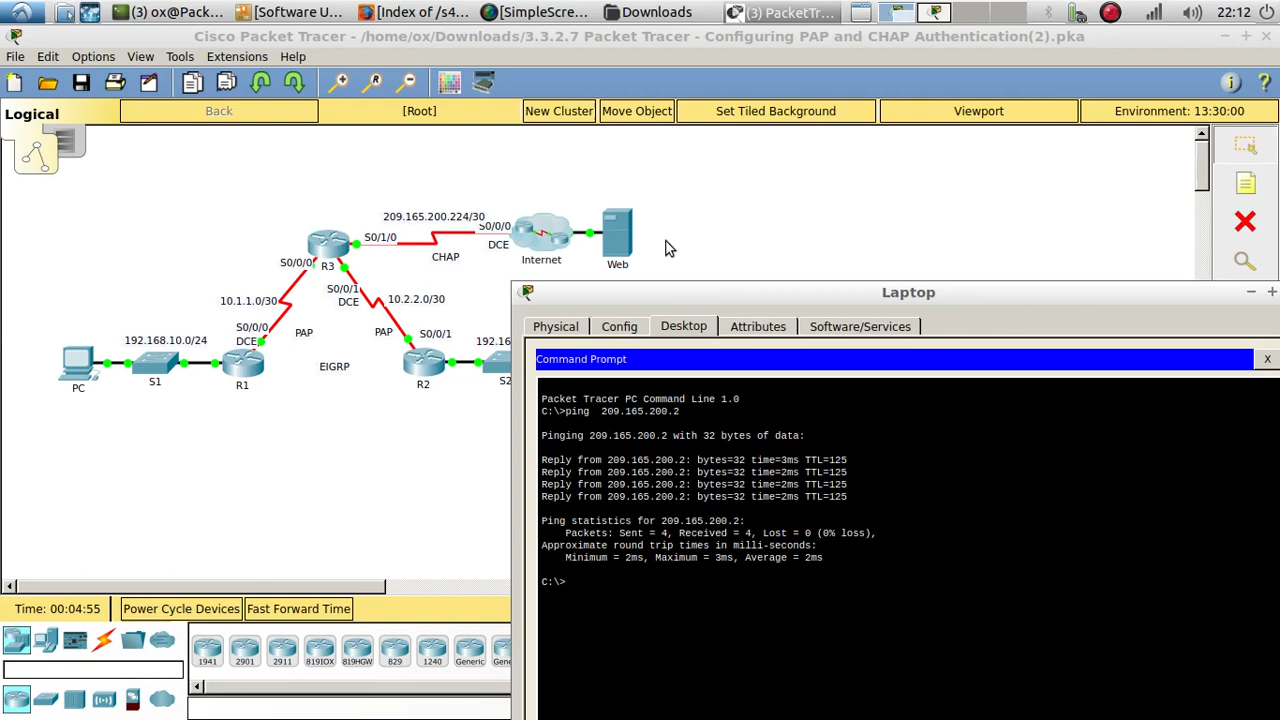 (3) ox@Pack...
[Software U...
[Index of /s4...
[SimpleScre...
Downloads
(3) PacketTr...
22:12
Cisco Packet Tracer - /home/ox/Downloads/3.3.2.7 Packet Tracer - Configuring PAP and CHAP Authentication(2).pka
File Edit Options View Tools Extensions Help
Logical
Back
[Root]
New Cluster
Move Object
Set Tiled Background
Viewport
Environment: 13:30:00
209.165.200.224/30
S0/0/0
S0/1/0
DCE
CHAP
Internet
Web
S0/0/0
R3
S0/0/1
DCE
10.1.1.0/30
10.2.2.0/30
S0/0/0
DCE
PAP
PAP
S0/0/1
192.168.10.0/24
192.16
EIGRP
PC
S1
R1
R2
S2
Laptop
Physical
Config
Desktop
Attributes
Software/Services
Command Prompt
X
Packet Tracer PC Command Line 1.0
C:\>ping  209.165.200.2
Pinging 209.165.200.2 with 32 bytes of data:
Reply from 209.165.200.2: bytes=32 time=3ms TTL=125
Reply from 209.165.200.2: bytes=32 time=2ms TTL=125
Reply from 209.165.200.2: bytes=32 time=2ms TTL=125
Reply from 209.165.200.2: bytes=32 time=2ms TTL=125
Ping statistics for 209.165.200.2:
Packets: Sent = 4, Received = 4, Lost = 0 (0% loss),
Approximate round trip times in milli-seconds:
Minimum = 2ms, Maximum = 3ms, Average = 2ms
C:\>
Time: 00:04:55
Power Cycle Devices
Fast Forward Time
1941
2901
2911
819IOX
819HGW
829
1240
Generic
Gene